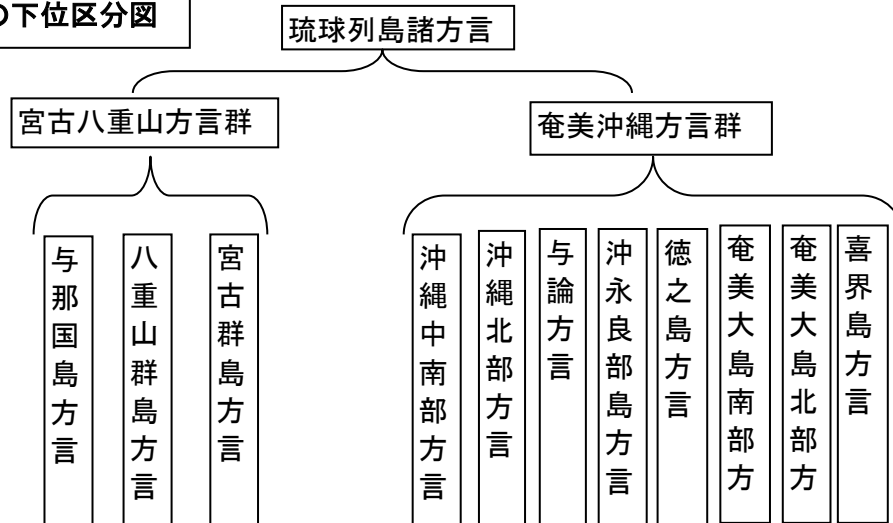 の下位区分図
琉球列島諸方言
宮古八重山方言群
奄美沖縄方言群
与那国島方言
八重山群島方言
宮古群島方言
沖縄中南部方言
沖縄北部方言
与論方言
沖永良部島方言
徳之島方言
奄美大島南部方
奄美大島北部方
喜界島方言